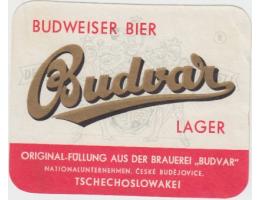 BUDWEISER BIER
Budvar
LAGER
ORIGINAL-FÜLLUNG AUS DER BRAUEREI „BUDVAR"
NATIONALUNTERNEHMEN, ČESKÉ BUDĚJOVICE,
TSCHECHOSLOWAKEI